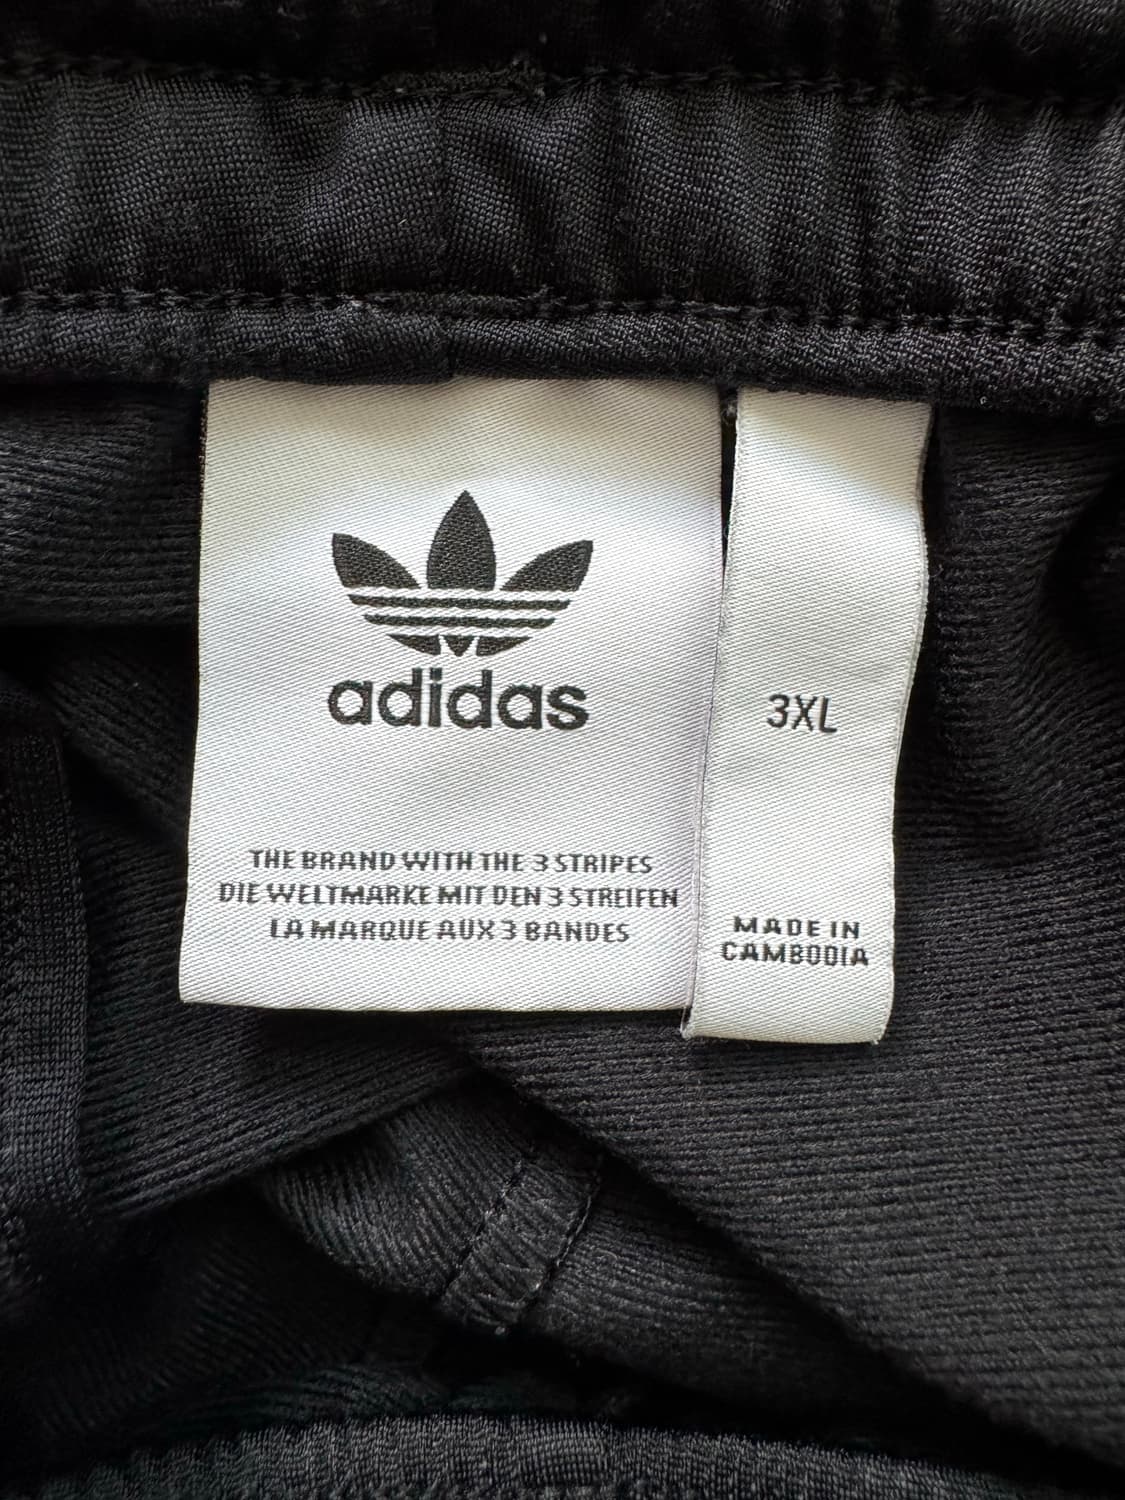 adidas
THE BRAND WITH THE 3 STRIPES
DIE WELTMARKE MIT DEN 3 STREIFEN
LA MARQUE AUX 3 BANDES
3XL
MADE IN
CAMBODIA